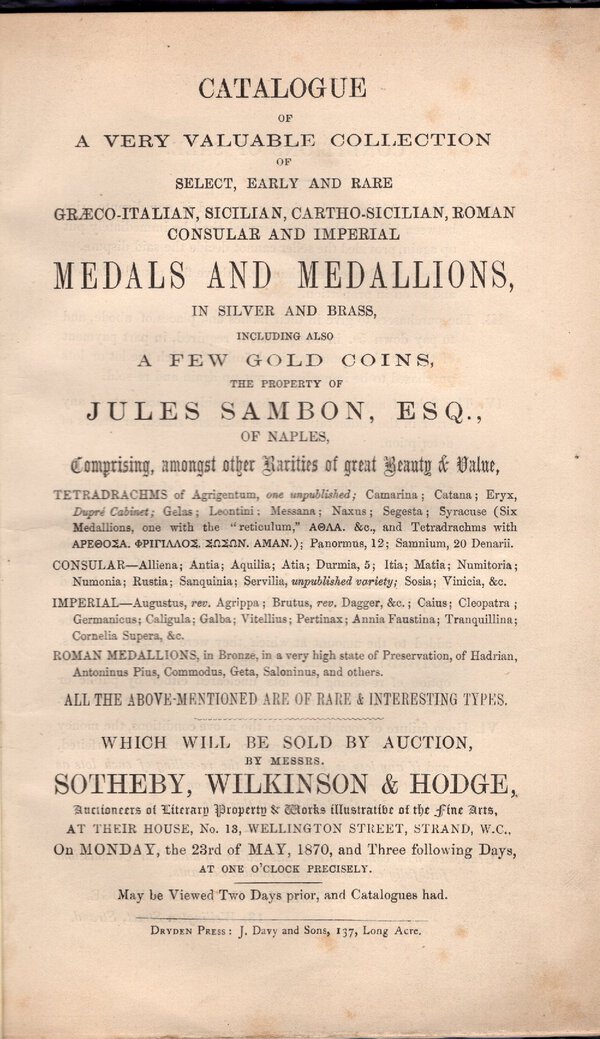 CATALOGUE
OF
A VERY VALUABLE COLLECTION
OF
SELECT, EARLY AND RARE
GRÆCO-ITALIAN, SICILIAN, CARTHO-SICILIAN, ROMAN
CONSULAR AND IMPERIAL
MEDALS AND MEDALLIONS,
IN SILVER AND BRASS,
INCLUDING ALSO
A FEW GOLD COINS,
THE PROPERTY OF
JULES SAMBON, ESQ.,
OF NAPLES,
Comprising, amongst other Rarities of great Beauty & Value,
TETRADRACHMS of Agrigentum, one unpublished; Camarina; Catana; Eryx,
Dupré Cabinet; Gelas; Leontini; Messana; Naxus; Segesta; Syracuse (Six
Medallions, one with the "reticulum," ΑΘΛΑ. &c., and Tetradrachms with
ΑΡΕΘΟΣΑ. ΦΡΙΓΙΛΛΟΣ. ΣΩΣΩΝ. ΑΜΑΝ.); Panormus, 12; Samnium, 20 Denarii.
CONSULAR—Alliena; Antia; Aquilia; Atia; Durmia, 5; Itia; Matia; Numitoria;
Numonia; Rustia; Sanquinia; Servilia, unpublished variety; Sosia; Vinicia, &c.
IMPERIAL—Augustus, rev. Agrippa; Brutus, rev. Dagger, &c.; Caius; Cleopatra;
Germanicus; Caligula; Galba; Vitellius; Pertinax; Annia Faustina; Tranquillina;
Cornelia Supera, &c.
ROMAN MEDALLIONS, in Bronze, in a very high state of Preservation, of Hadrian,
Antoninus Pius, Commodus, Geta, Saloninus, and others.
ALL THE ABOVE-MENTIONED ARE OF RARE & INTERESTING TYPES.
WHICH WILL BE SOLD BY AUCTION,
BY MESSRS.
SOTHEBY, WILKINSON & HODGE,
Auctioneers of Literary Property & Works illustrative of the Fine Arts,
AT THEIR HOUSE, No. 13, WELLINGTON STREET, STRAND, W.C.,
On MONDAY, the 23rd of MAY, 1870, and Three following Days,
AT ONE O'CLOCK PRECISELY.
May be Viewed Two Days prior, and Catalogues had.
DRYDEN PRESS: J. Davy and Sons, 137, Long Acre.